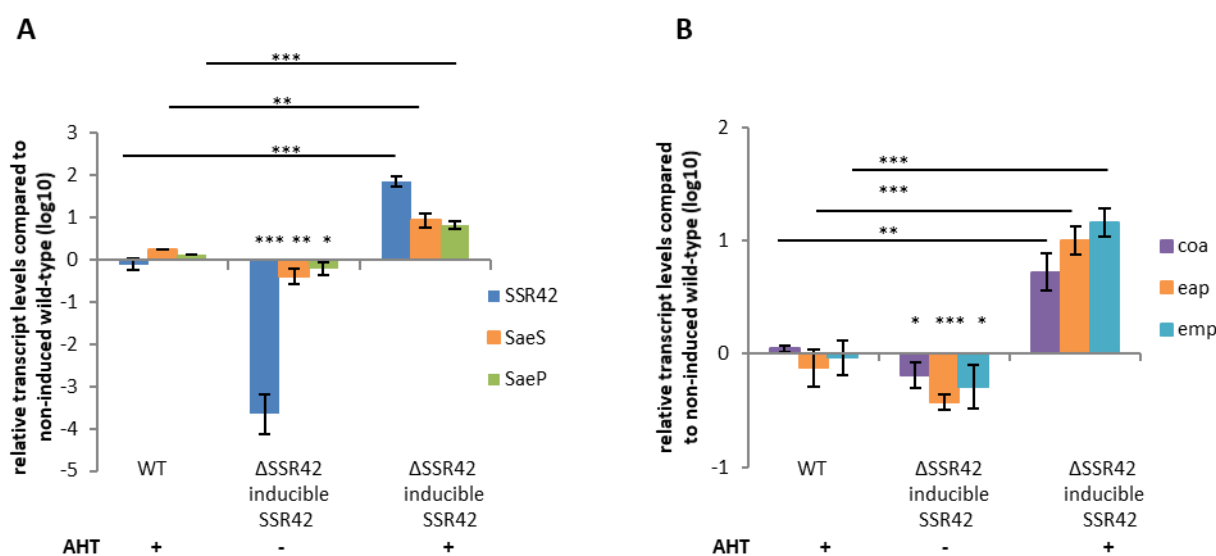 A
relative transcript levels compared to
non-induced wild-type (log10)
***
**
***
3
2
1
0
-1
-2
-3
-4
-5
*** ** *
SSR42
SaeS
SaeP
WT
ΔSSR42
inducible
SSR42
ΔSSR42
inducible
SSR42
AHT + - +
B
relative transcript levels compared
to non-induced wild-type (log10)
2
1
0
-1
***
***
**
* *** *
coa
eap
emp
WT
ΔSSR42
inducible
SSR42
ΔSSR42
inducible
SSR42
AHT + - +